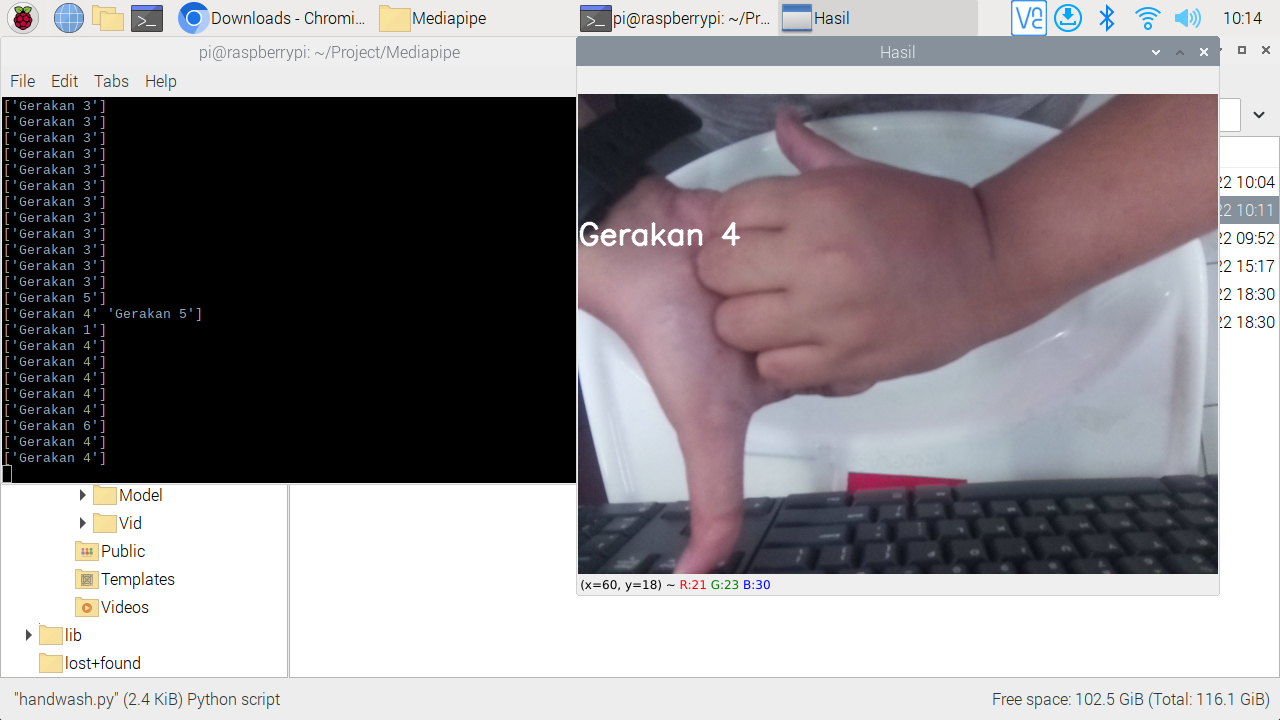 Downloads - Chromi...
Mediapipe
pi@raspberrypi: ~/Pr...
Hasil
10:14
pi@raspberrypi: ~/Project/Mediapipe
Hasil
File Edit Tabs Help
['Gerakan 3']
['Gerakan 3']
['Gerakan 3']
['Gerakan 3']
['Gerakan 3']
['Gerakan 3']
['Gerakan 3']
['Gerakan 3']
['Gerakan 3']
['Gerakan 3']
['Gerakan 3']
['Gerakan 3']
['Gerakan 5']
['Gerakan 4' 'Gerakan 5']
['Gerakan 1']
['Gerakan 4']
['Gerakan 4']
['Gerakan 4']
['Gerakan 4']
['Gerakan 4']
['Gerakan 6']
['Gerakan 4']
['Gerakan 4']
Gerakan 4
22 10:04
22 10:11
22 09:52
22 15:17
22 18:30
22 18:30
Model
Vid
Public
Templates
Videos
lib
lost+found
(x=60, y=18) ~ R:21 G:23 B:30
"handwash.py" (2.4 KiB) Python script
Free space: 102.5 GiB (Total: 116.1 GiB)